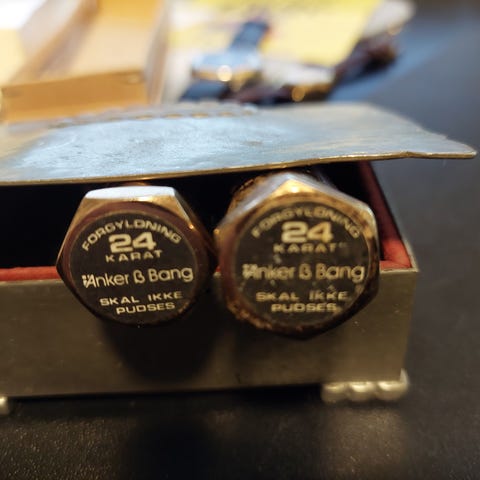 FORGYLDNING
24
KARAT
Anker & Bang
SKAL IKKE
PUDSES
FORGYLDNING
24
KARAT
Anker & Bang
SKAL IKKE
PUDSES